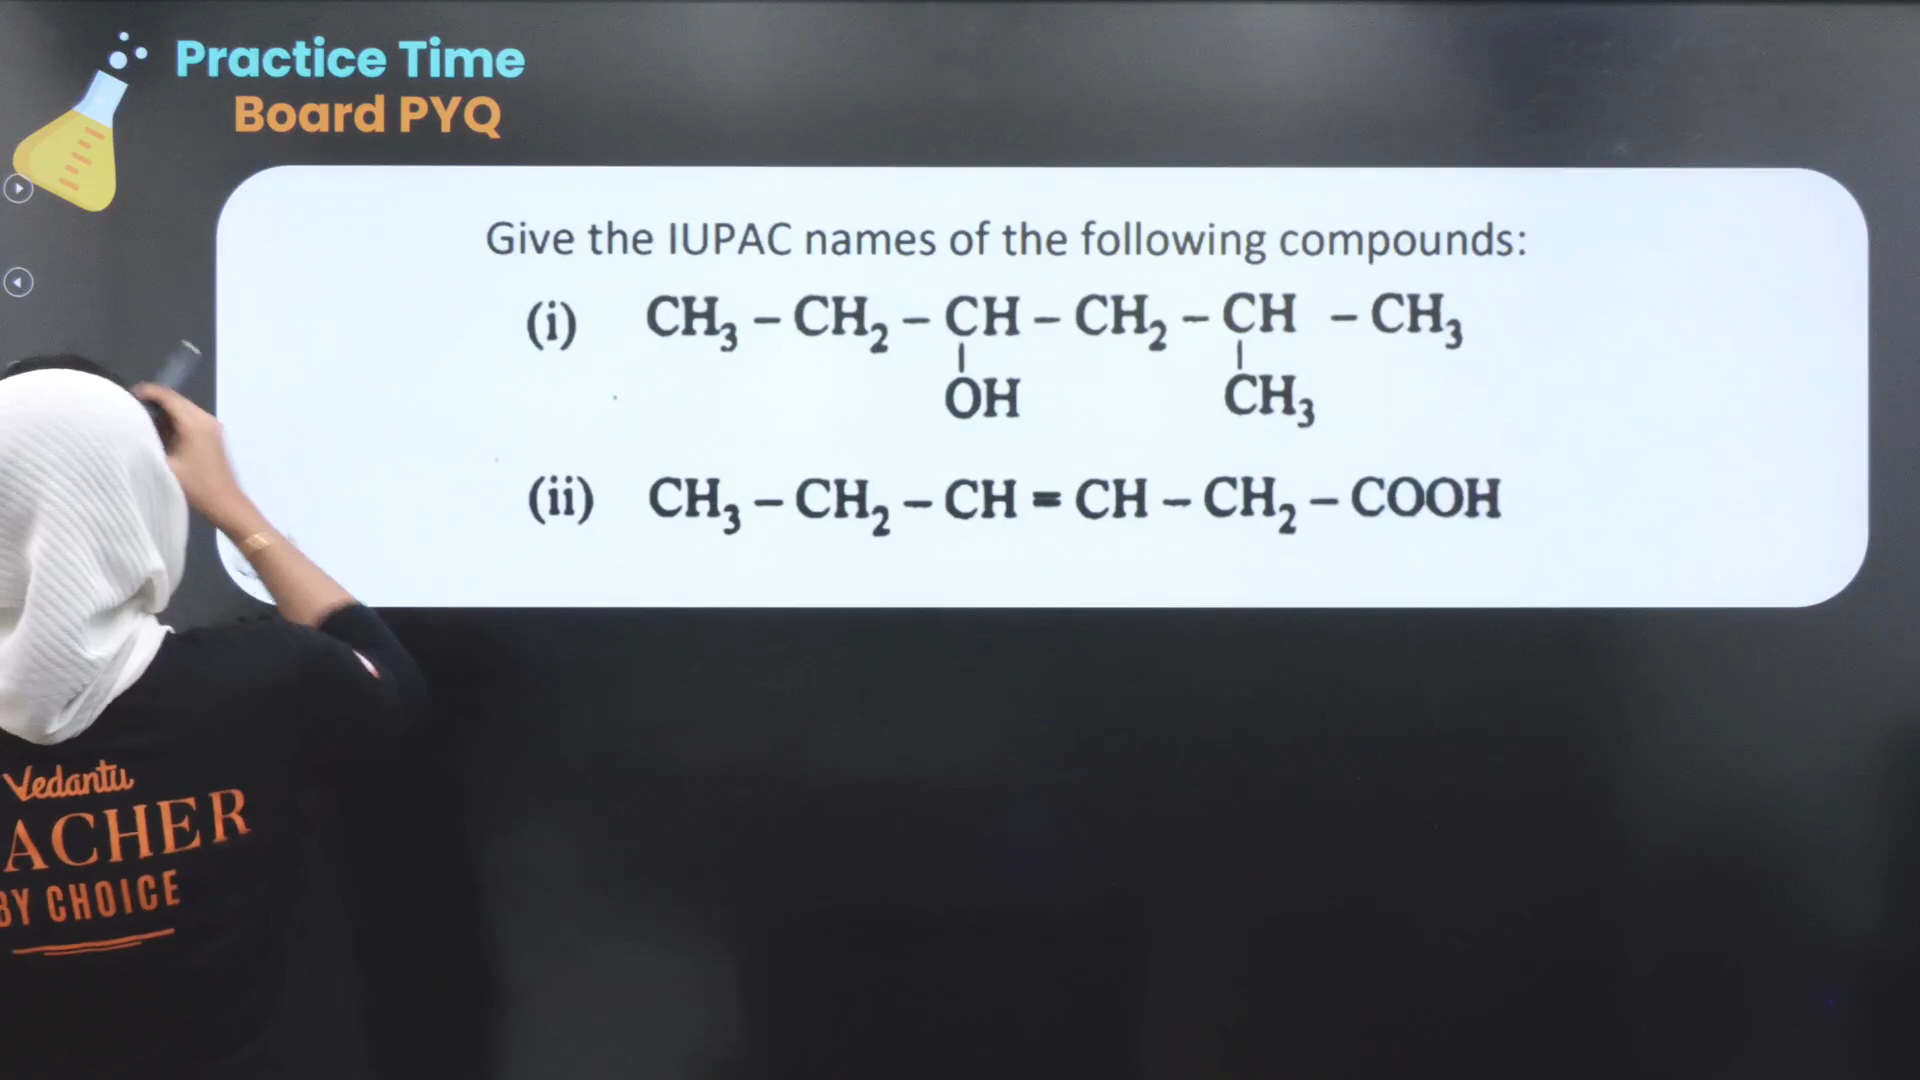 Practice Time
Board PYQ
Give the IUPAC names of the following compounds:
(i) CH₃ – CH₂ – CH – CH₂ – CH – CH₃
OH CH₃
(ii) CH₃ – CH₂ – CH = CH – CH₂ – COOH
Vedantu
ACHER
BY CHOICE